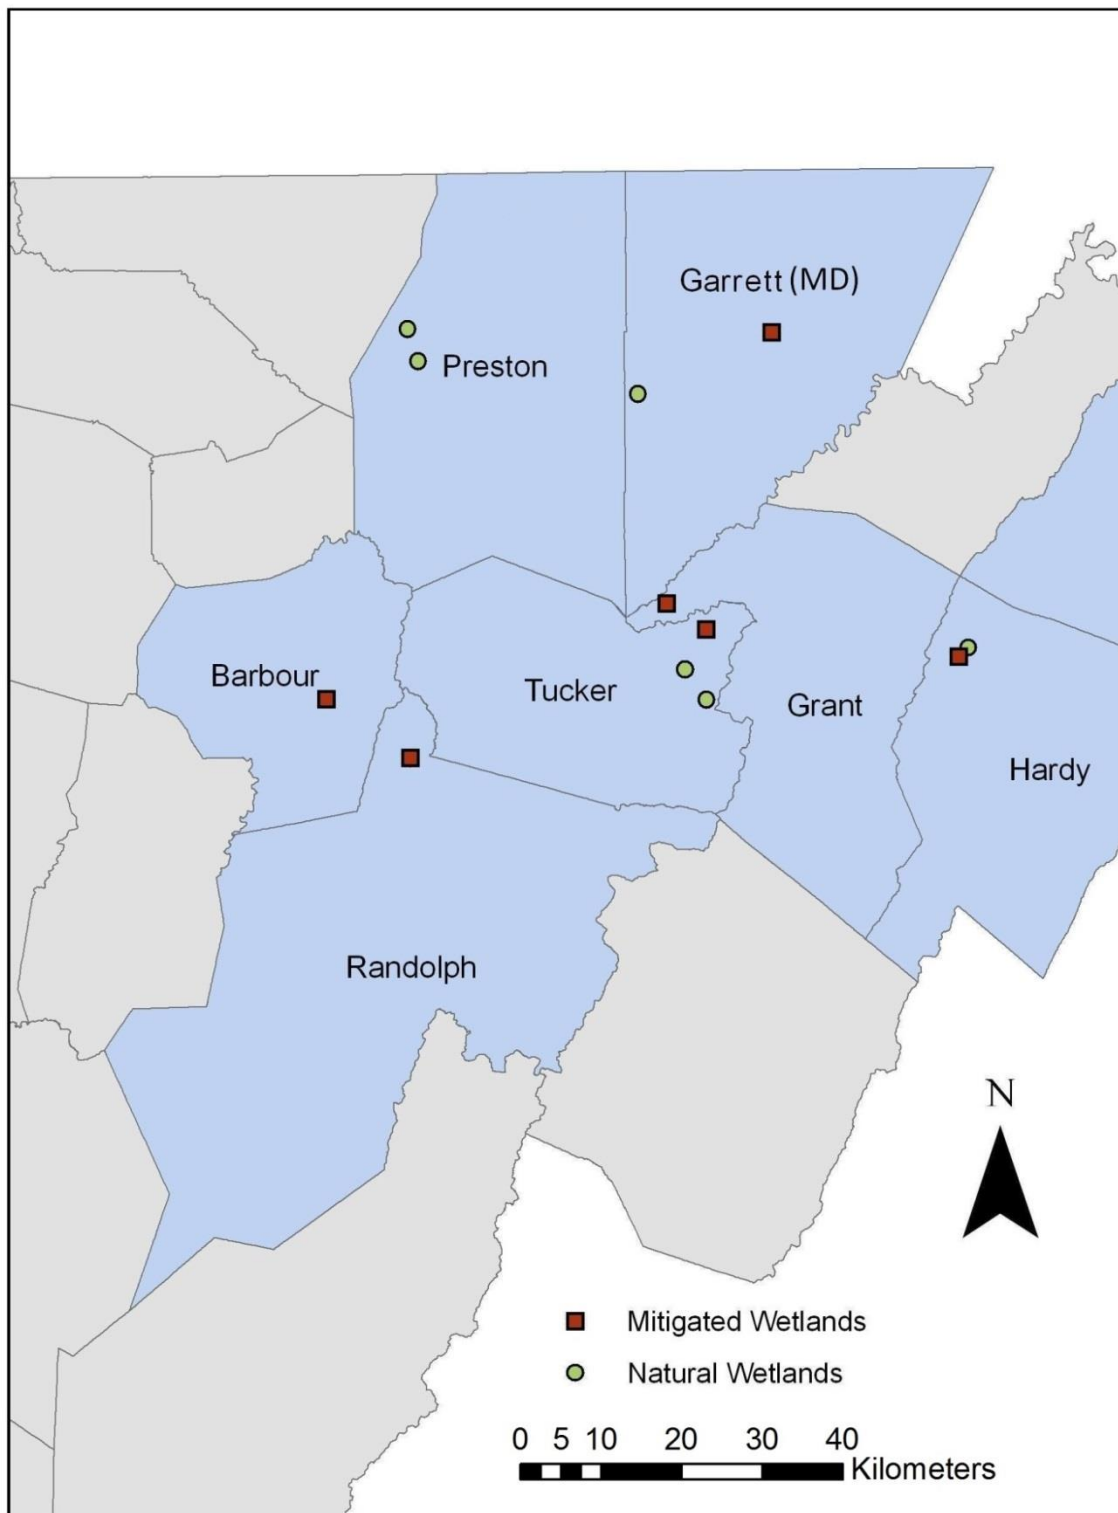 Garrett (MD)
Preston
Barbour
Tucker
Grant
Hardy
Randolph
N
Mitigated Wetlands
Natural Wetlands
0 5 10 20 30 40
Kilometers